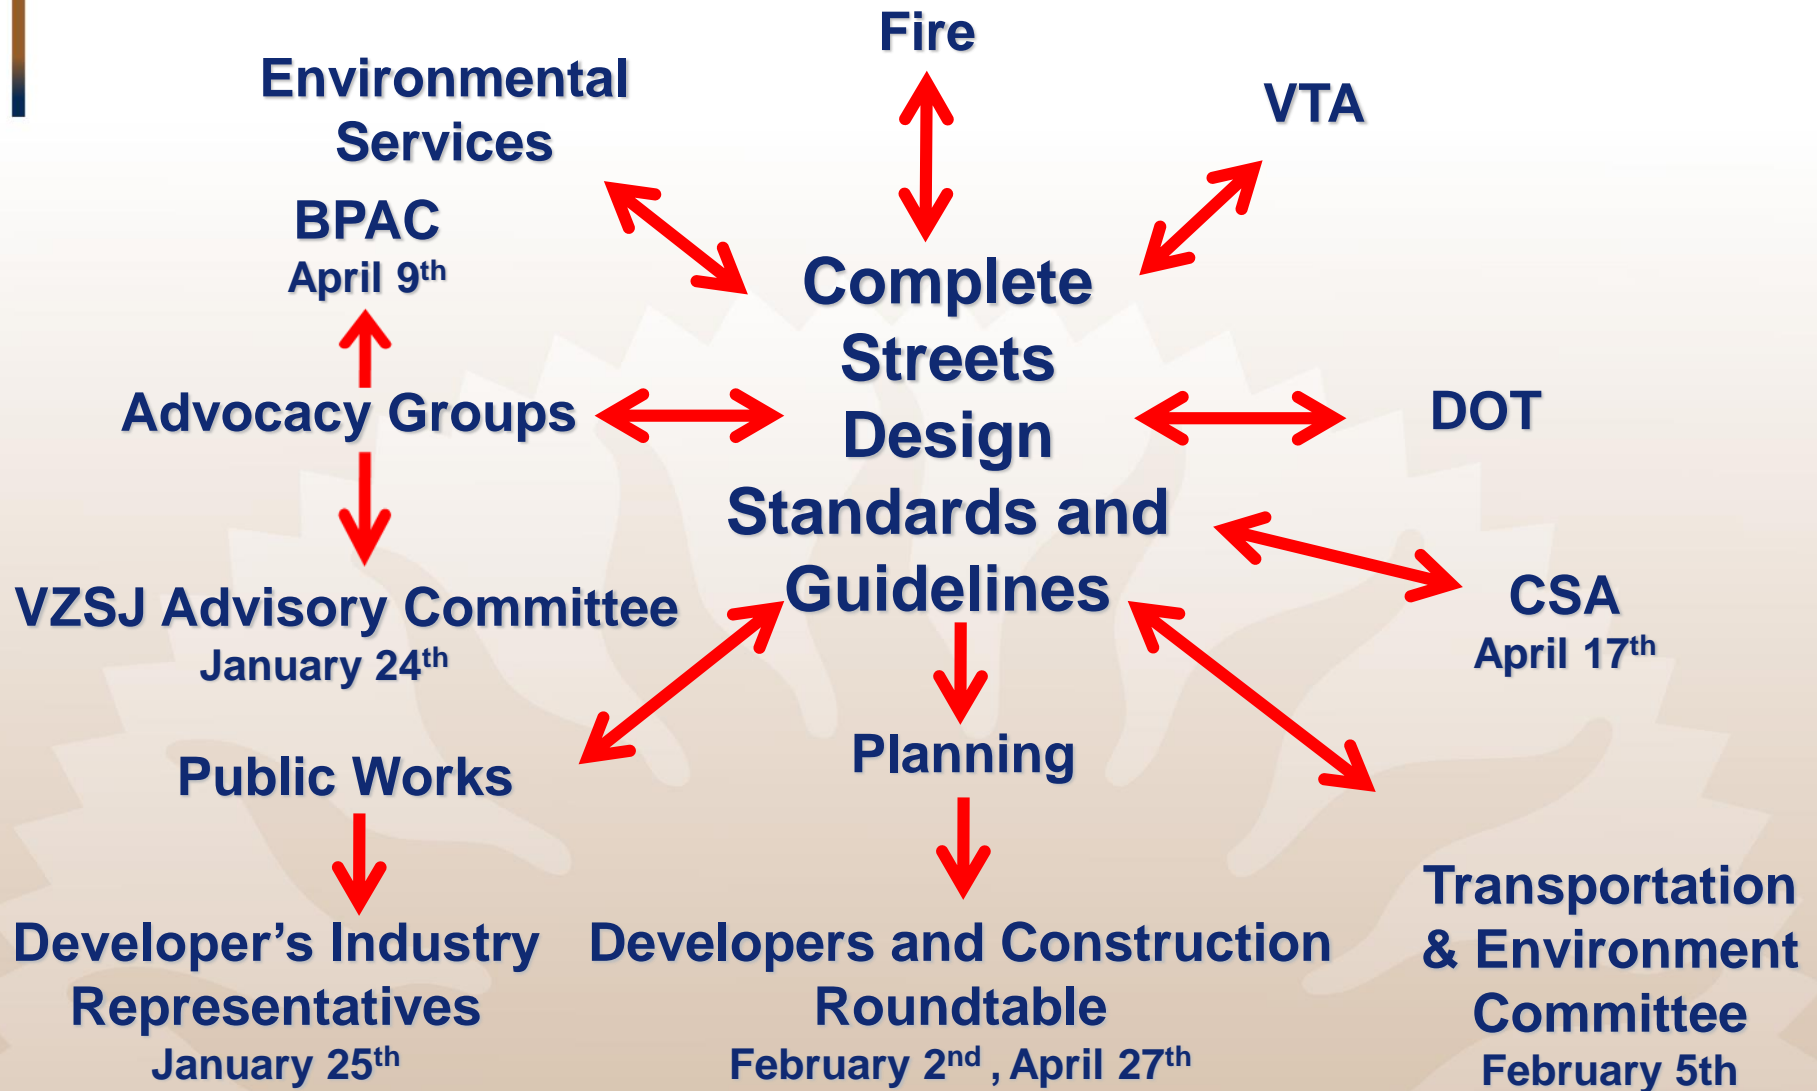 Fire
Environmental
Services
VTA
BPAC
April 9th
Complete
Streets
Design
Standards and
Guidelines
Advocacy Groups
DOT
VZSJ Advisory Committee
January 24th
CSA
April 17th
Public Works
Planning
Developer’s Industry
Representatives
January 25th
Developers and Construction
Roundtable
February 2nd , April 27th
Transportation
& Environment
Committee
February 5th